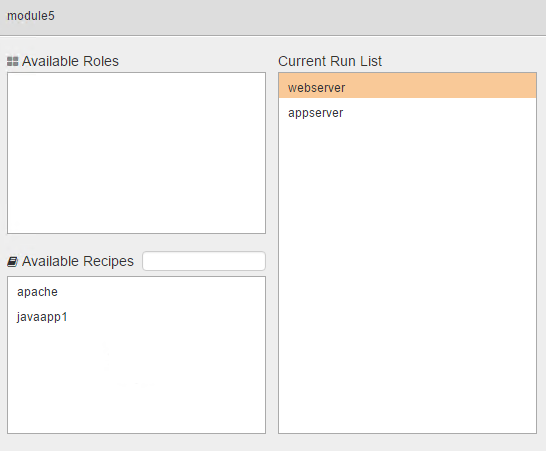 module5
Available Roles
Available Recipes
apache
javaapp1
Current Run List
webserver
appserver